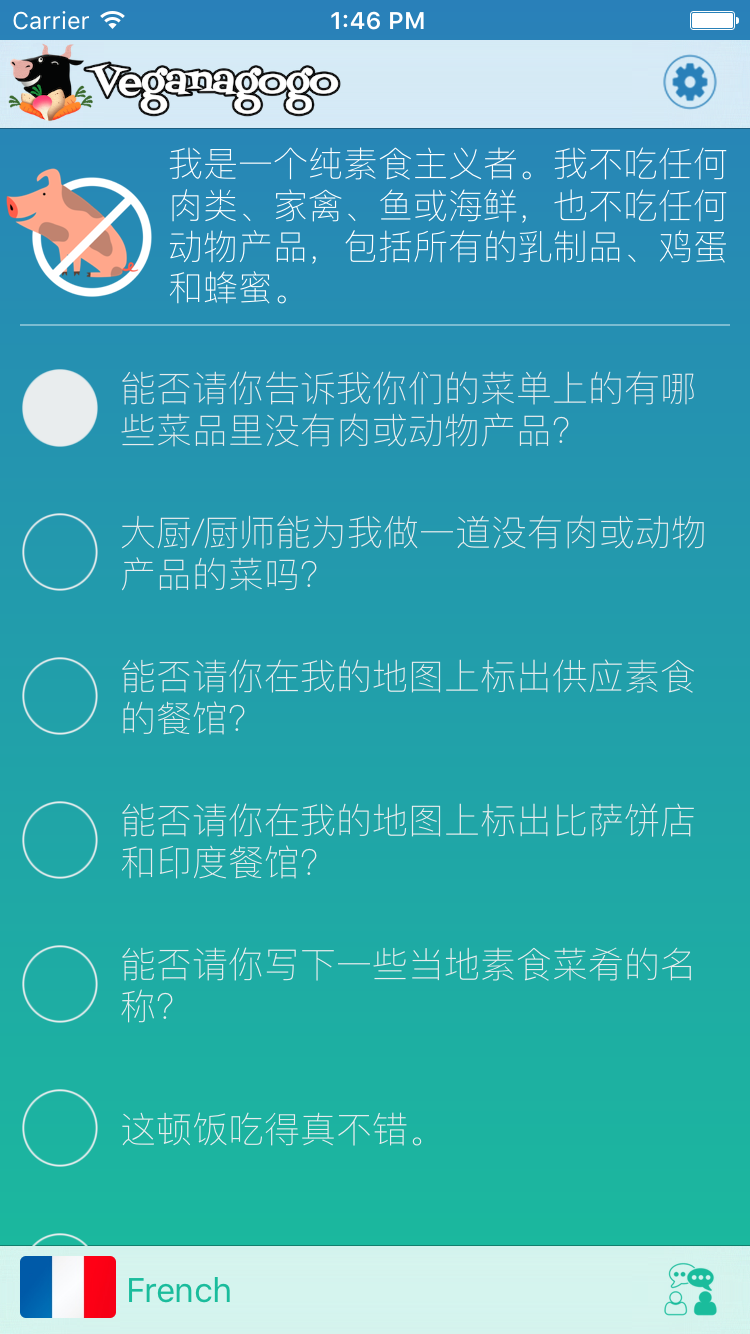 Carrier 1:46 PM
Veganagogo
我是一个纯素食主义者。我不吃任何
肉类、家禽、鱼或海鲜，也不吃任何
动物产品，包括所有的乳制品、鸡蛋
和蜂蜜。
能否请你告诉我你们的菜单上的有哪
些菜品里没有肉或动物产品?
大厨/厨师能为我做一道没有肉或动物
产品的菜吗?
能否请你在我的地图上标出供应素食
的餐馆?
能否请你在我的地图上标出比萨饼店
和印度餐馆?
能否请你写下一些当地素食菜肴的名
称?
这顿饭吃得真不错。
French